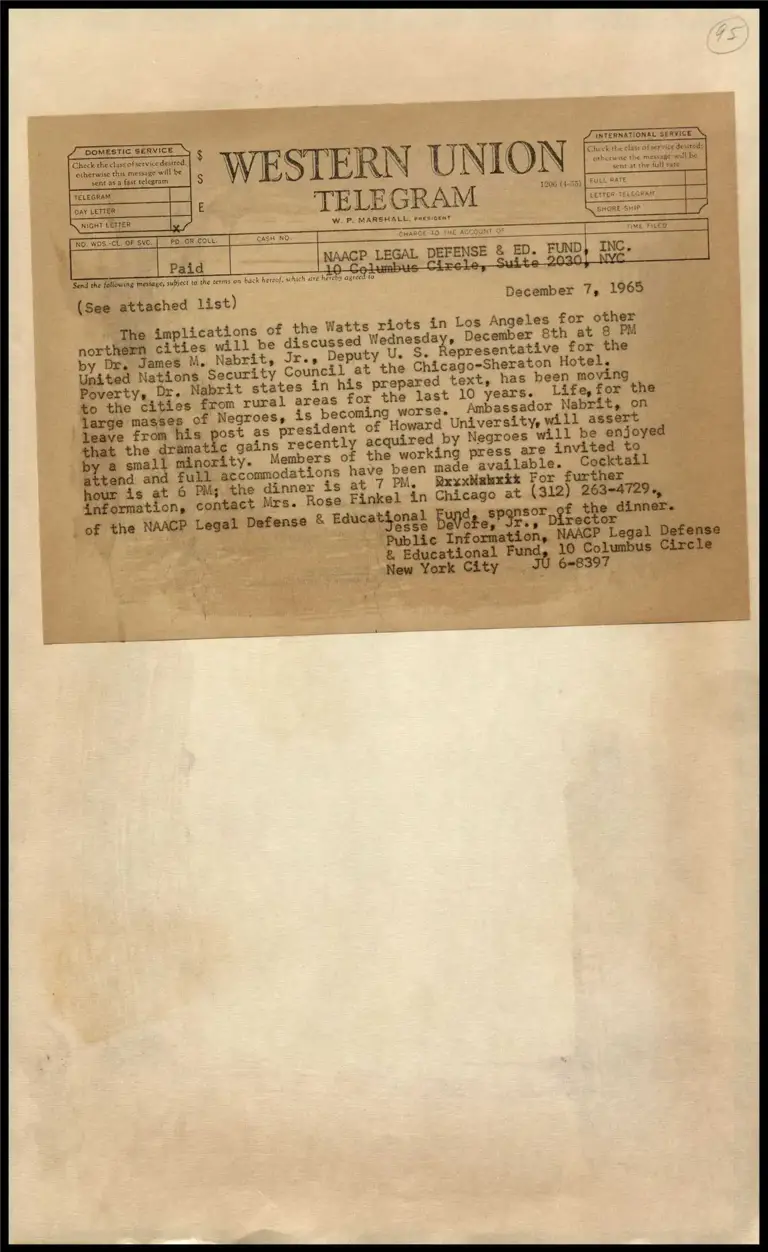 95
DOMESTIC SERVICE
Check the class of service desired;
otherwise this message will be
sent as a fast telegram
TELEGRAM
DAY LETTER
NIGHT LETTER x
$
S
E
WESTERN UNION
TELEGRAM
1206 (4-55)
W. P. MARSHALL, PRESIDENT
INTERNATIONAL SERVICE
Check the class of service desired;
otherwise the message will be
sent at the full rate
FULL RATE
LETTER TELEGRAM
SHORE-SHIP
NO. WDS.-CL. OF SVC. PD. OR COLL. CASH NO. CHARGE TO THE ACCOUNT OF TIME FILED
Paid NAACP LEGAL DEFENSE & ED. FUND, INC.
10 Columbus Circle, Suite 2030, NYC
Send the following message, subject to the terms on back hereof, which are hereby agreed to
December 7, 1965
(See attached list)
The implications of the Watts riots in Los Angeles for other
northern cities will be discussed Wednesday, December 8th at 8 PM
by Dr. James M. Nabrit, Jr., Deputy U. S. Representative for the
United Nations Security Council at the Chicago-Sheraton Hotel.
Poverty, Dr. Nabrit states in his prepared text, has been moving
to the cities from rural areas for the last 10 years. Life, for the
large masses of Negroes, is becoming worse. Ambassador Nabrit, on
leave from his post as president of Howard University, will assert
that the dramatic gains recently acquired by Negroes will be enjoyed
by a small minority. Members of the working press are invited to
attend and full accommodations have been made available. Cocktail
hour is at 6 PM; the dinner is at 7 PM. For further
information, contact Mrs. Rose Finkel in Chicago at (312) 263-4729.,
of the NAACP Legal Defense & Educational Fund, sponsor of the dinner.
Jesse DeVore, Jr., Director
Public Information, NAACP Legal Defense
& Educational Fund, 10 Columbus Circle
New York City JU 6-8397